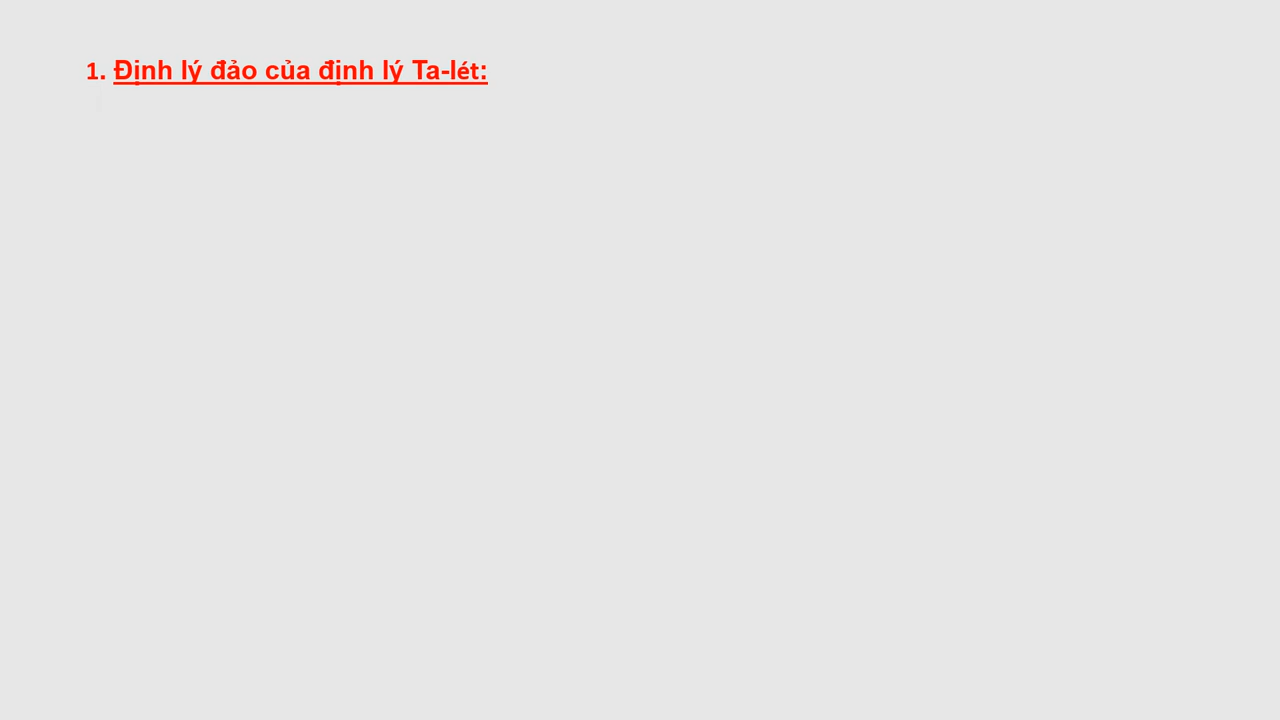 1. Định lý đảo của định lý Ta-lét: